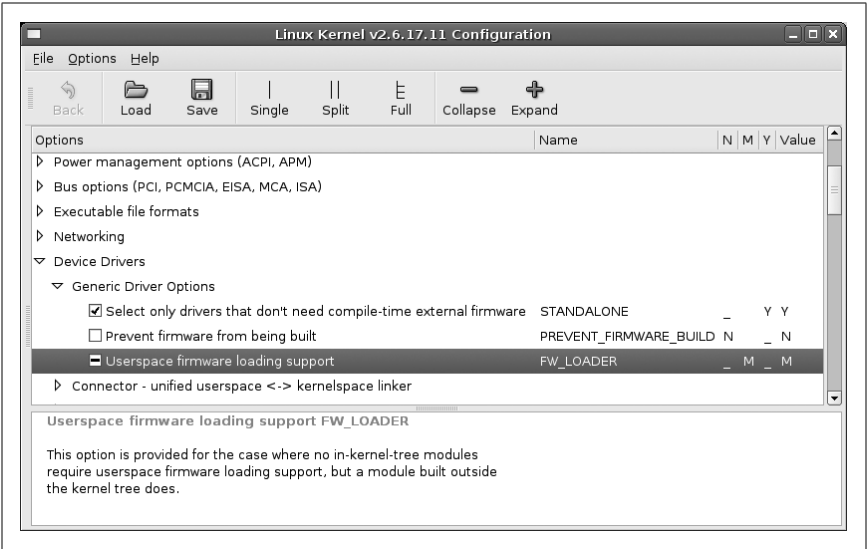 Linux Kernel v2.6.17.11 Configuration
File Options Help
Back Load Save Single Split Full Collapse Expand
Options Name N M Y Value
Power management options (ACPI, APM)
Bus options (PCI, PCMCIA, EISA, MCA, ISA)
Executable file formats
Networking
Device Drivers
Generic Driver Options
Select only drivers that don't need compile-time external firmware STANDALONE _ Y Y
Prevent firmware from being built PREVENT_FIRMWARE_BUILD N _ N
Userspace firmware loading support FW_LOADER _ M _ M
Connector - unified userspace <-> kernelspace linker
Userspace firmware loading support FW_LOADER
This option is provided for the case where no in-kernel-tree modules
require userspace firmware loading support, but a module built outside
the kernel tree does.